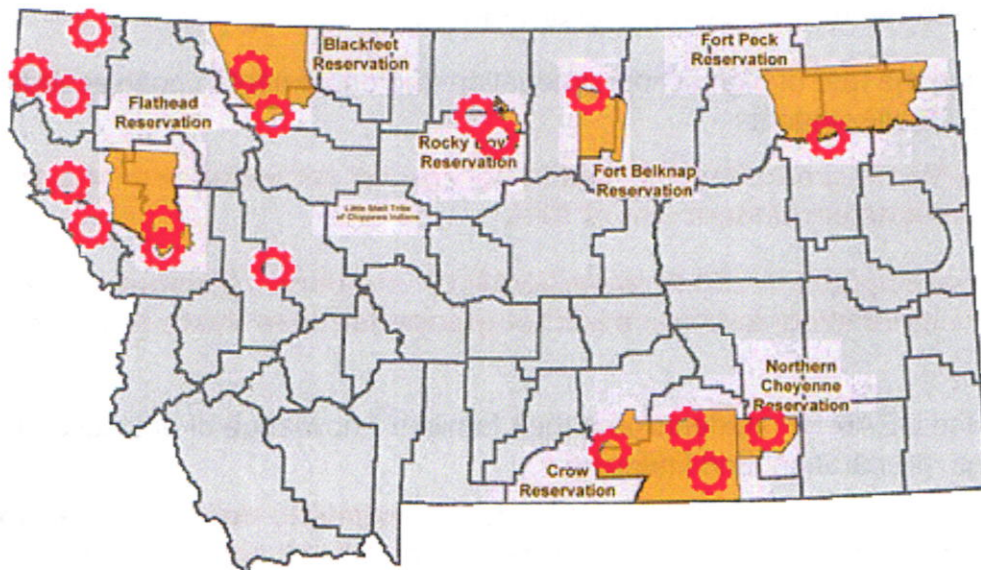 Blackfeet
Reservation
Fort Peck
Reservation
Flathead
Reservation
Rocky Boy's
Reservation
Fort Belknap
Reservation
Little Shell Tribe
of Chippewa Indians
Northern
Cheyenne
Reservation
Crow
Reservation